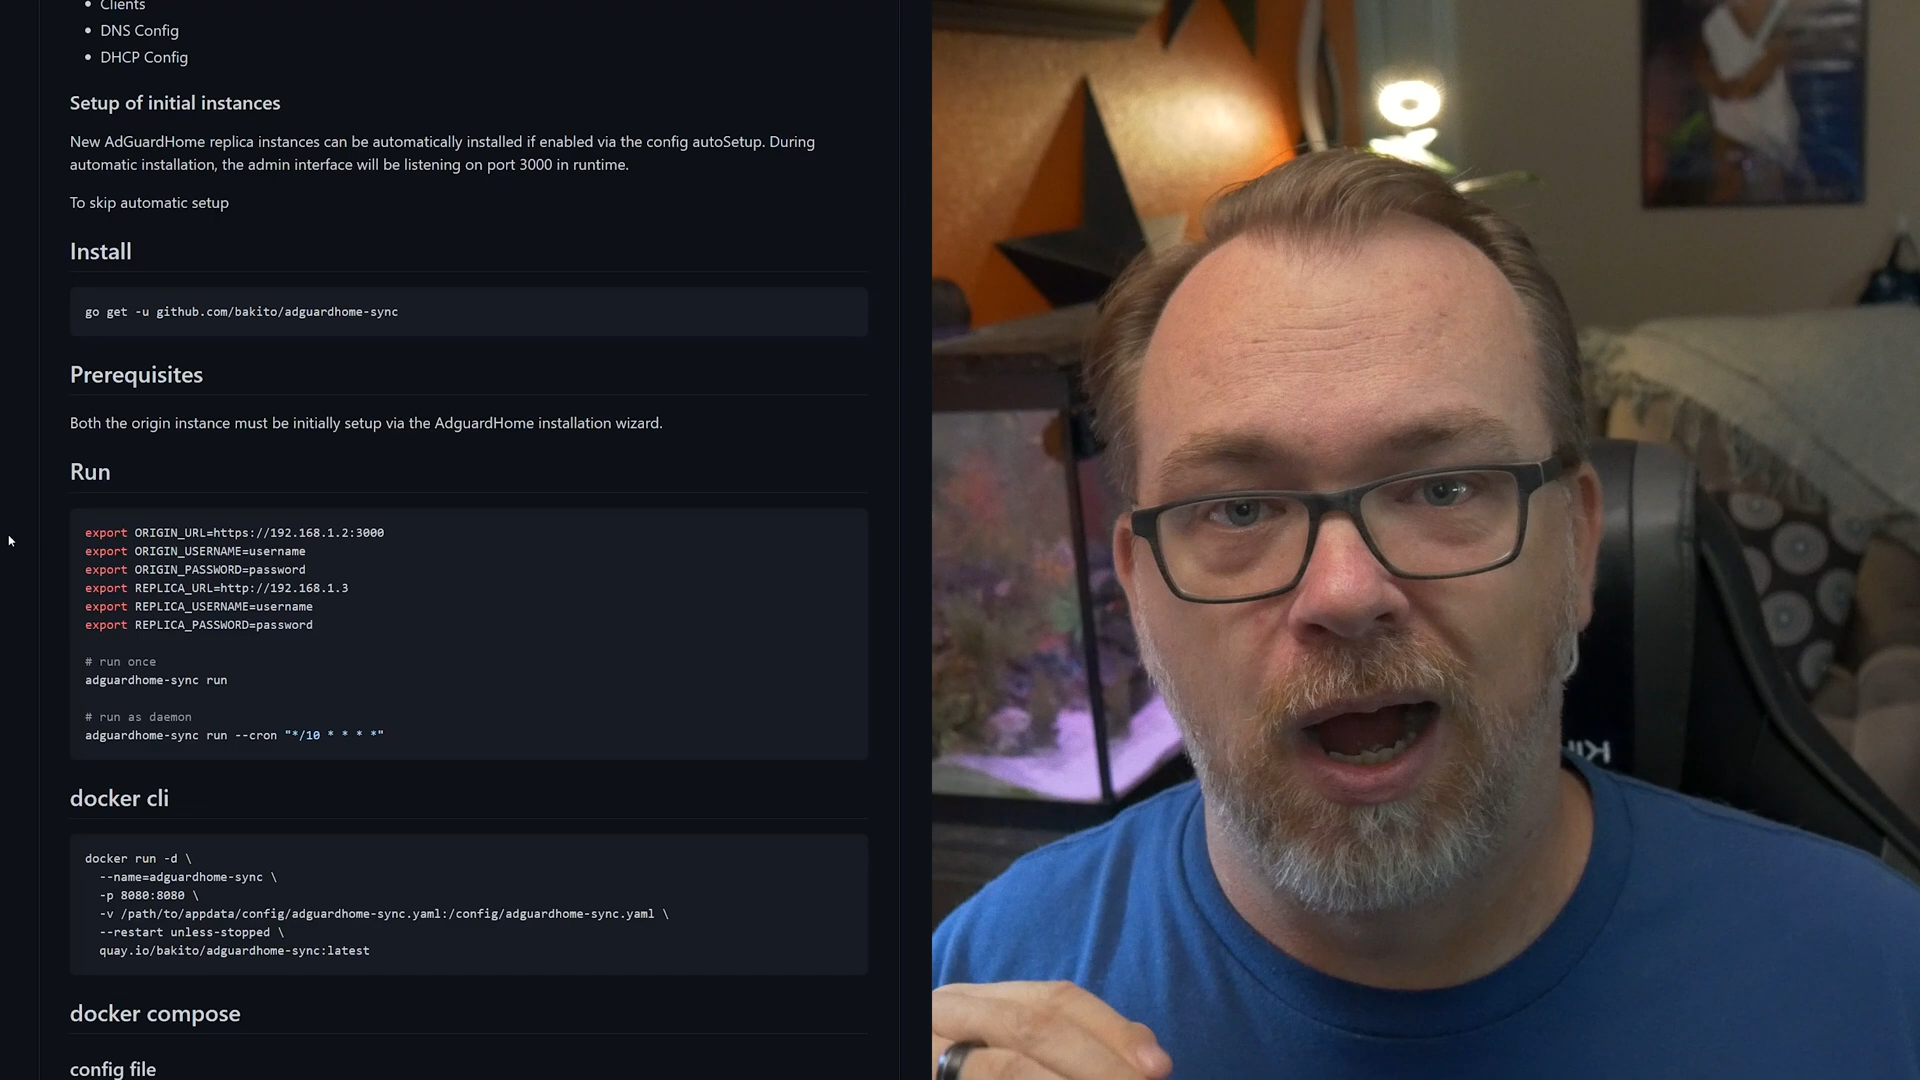 Clients
DNS Config
DHCP Config
Setup of initial instances
New AdGuardHome replica instances can be automatically installed if enabled via the config autoSetup. During
automatic installation, the admin interface will be listening on port 3000 in runtime.
To skip automatic setup
Install
go get -u github.com/bakito/adguardhome-sync
Prerequisites
Both the origin instance must be initially setup via the AdguardHome installation wizard.
Run
export ORIGIN_URL=https://192.168.1.2:3000
export ORIGIN_USERNAME=username
export ORIGIN_PASSWORD=password
export REPLICA_URL=http://192.168.1.3
export REPLICA_USERNAME=username
export REPLICA_PASSWORD=password
# run once
adguardhome-sync run
# run as daemon
adguardhome-sync run --cron "*/10 * * * *"
docker cli
docker run -d \
--name=adguardhome-sync \
-p 8080:8080 \
-v /path/to/appdata/config/adguardhome-sync.yaml:/config/adguardhome-sync.yaml \
--restart unless-stopped \
quay.io/bakito/adguardhome-sync:latest
docker compose
config file